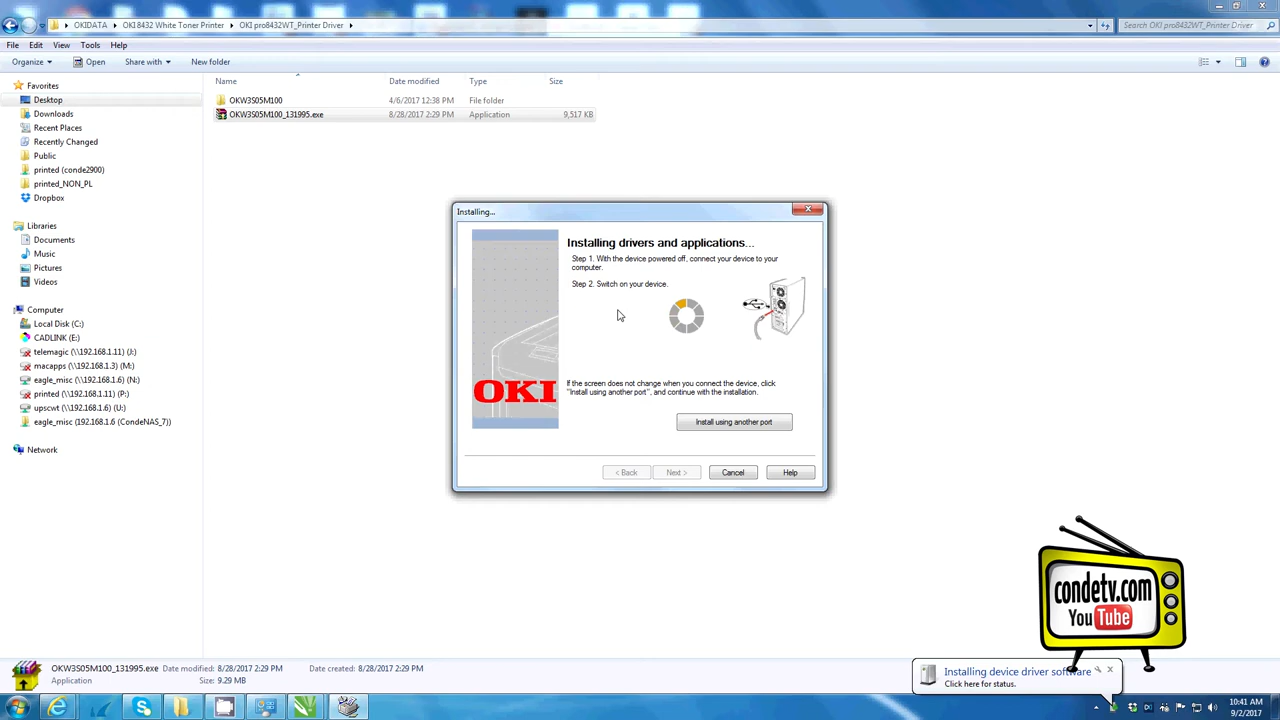 OKIDATA ▸ OKI 8432 White Toner Printer ▸ OKI pro8432WT_Printer Driver ▸
Search OKI pro8432WT_Printer Driver
File Edit View Tools Help
Organize Open Share with New folder
Name Date modified Type Size
Favorites
Desktop
Downloads
Recent Places
Recently Changed
Public
printed (conde2900)
printed_NON_PL
Dropbox
Libraries
Documents
Music
Pictures
Videos
Computer
Local Disk (C:)
CADLINK (E:)
telemagic (\\192.168.1.11) (J:)
macapps (\\192.168.1.3) (M:)
eagle_misc (\\192.168.1.6) (N:)
printed (\\192.168.1.11) (P:)
upscwt (\\192.168.1.6) (U:)
eagle_misc (192.168.1.6 (CondeNAS_7))
Network
OKW3S05M100 4/6/2017 12:38 PM File folder
OKW3S05M100_131995.exe 8/28/2017 2:29 PM Application 9,517 KB
Installing...
Installing drivers and applications...
Step 1. With the device powered off, connect your device to your
computer.
Step 2. Switch on your device.
OKI
If the screen does not change when you connect the device, click
"Install using another port", and continue with the installation.
Install using another port
< Back Next > Cancel Help
condetv.com
YouTube
OKW3S05M100_131995.exe Date modified: 8/28/2017 2:29 PM Date created: 8/28/2017 2:29 PM
Application Size: 9.29 MB
Installing device driver software
Click here for status.
10:41 AM
9/2/2017